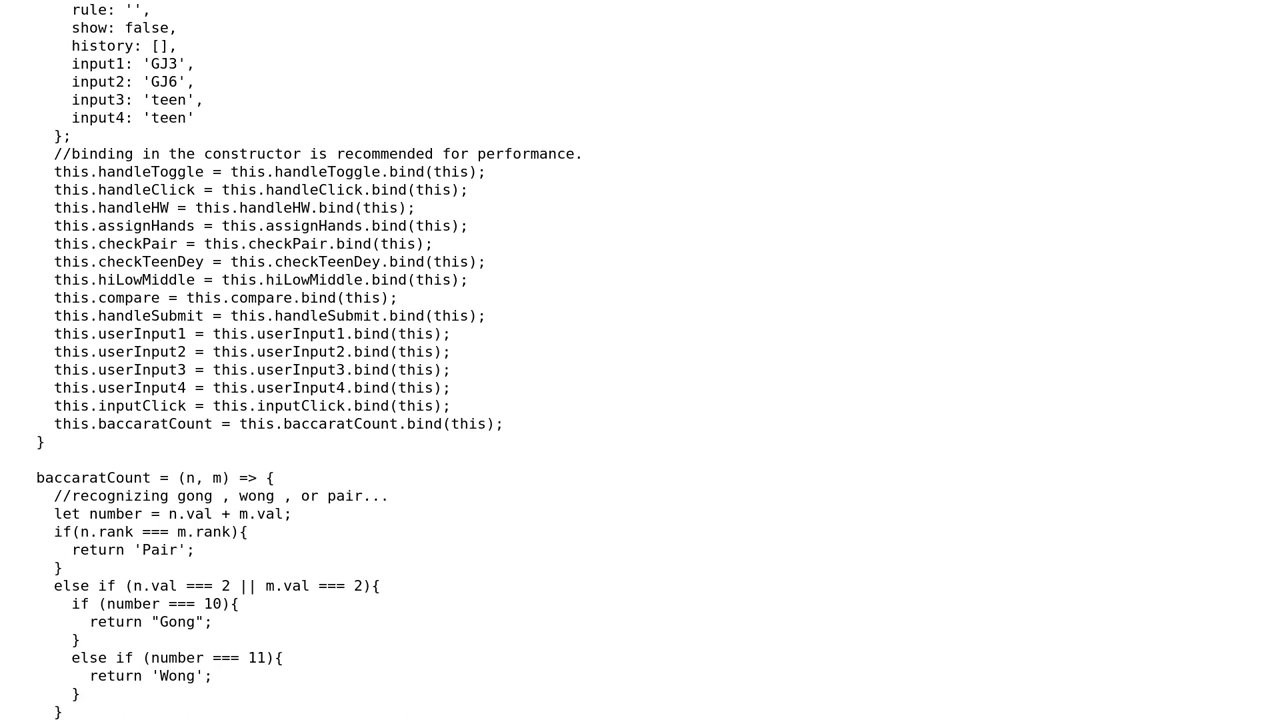 rule: '',
show: false,
history: [],
input1: 'GJ3',
input2: 'GJ6',
input3: 'teen',
input4: 'teen'
};
//binding in the constructor is recommended for performance.
this.handleToggle = this.handleToggle.bind(this);
this.handleClick = this.handleClick.bind(this);
this.handleHW = this.handleHW.bind(this);
this.assignHands = this.assignHands.bind(this);
this.checkPair = this.checkPair.bind(this);
this.checkTeenDey = this.checkTeenDey.bind(this);
this.hiLowMiddle = this.hiLowMiddle.bind(this);
this.compare = this.compare.bind(this);
this.handleSubmit = this.handleSubmit.bind(this);
this.userInput1 = this.userInput1.bind(this);
this.userInput2 = this.userInput2.bind(this);
this.userInput3 = this.userInput3.bind(this);
this.userInput4 = this.userInput4.bind(this);
this.inputClick = this.inputClick.bind(this);
this.baccaratCount = this.baccaratCount.bind(this);
}
baccaratCount = (n, m) => {
//recognizing gong , wong , or pair...
let number = n.val + m.val;
if(n.rank === m.rank){
return 'Pair';
}
else if (n.val === 2 || m.val === 2){
if (number === 10){
return "Gong";
}
else if (number === 11){
return 'Wong';
}
}